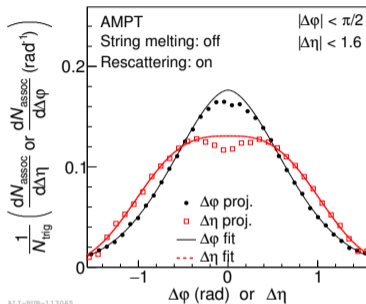 AMPT
String melting: off
Rescattering: on
|Δφ| < π/2
|Δη| < 1.6
1/N_trig (dN_assoc/dΔη or dN_assoc/dΔφ (rad⁻¹))
0.2
0.1
0
Δφ proj.
Δη proj.
Δφ fit
Δη fit
−1 0 1
Δφ (rad) or Δη